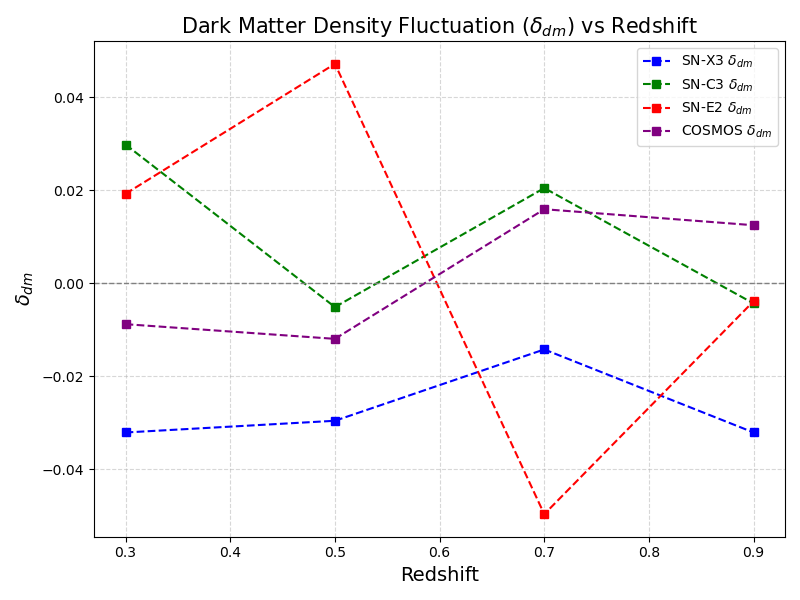 Dark Matter Density Fluctuation (δ_dm) vs Redshift
SN-X3 δ_dm
SN-C3 δ_dm
SN-E2 δ_dm
COSMOS δ_dm
0.04
0.02
0.00
−0.02
−0.04
δ_dm
0.3 0.4 0.5 0.6 0.7 0.8 0.9
Redshift